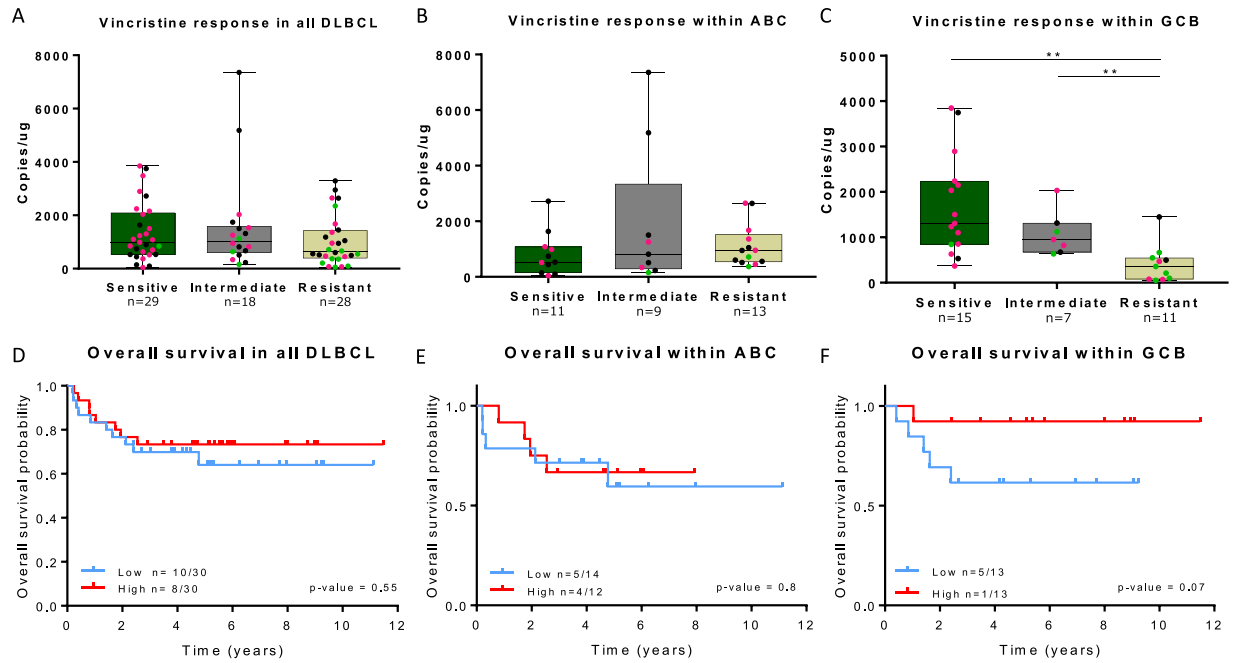 A
Vincristine response in all DLBCL
8000
6000
4000
2000
0
Copies/ug
Sensitive Intermediate Resistant
n=29 n=18 n=28
B
Vincristine response within ABC
8000
6000
4000
2000
0
Copies/ug
Sensitive Intermediate Resistant
n=11 n=9 n=13
C
Vincristine response within GCB
5000
4000
3000
2000
1000
0
Copies/ug
**
**
Sensitive Intermediate Resistant
n=15 n=7 n=11
D
Overall survival in all DLBCL
1.0
0.8
0.6
0.4
0.2
0.0
Overall survival probability
Low n= 10/30
High n= 8/30
p-value = 0.55
0 2 4 6 8 10 12
Time (years)
E
Overall survival within ABC
1.0
0.5
0.0
Overall survival probability
Low n=5/14
High n=4/12
p-value = 0.8
0 2 4 6 8 10 12
Time (years)
F
Overall survival within GCB
1.0
0.5
0.0
Overall survival probability
Low n=5/13
High n=1/13
p-value = 0.07
0 2 4 6 8 10 12
Time (years)